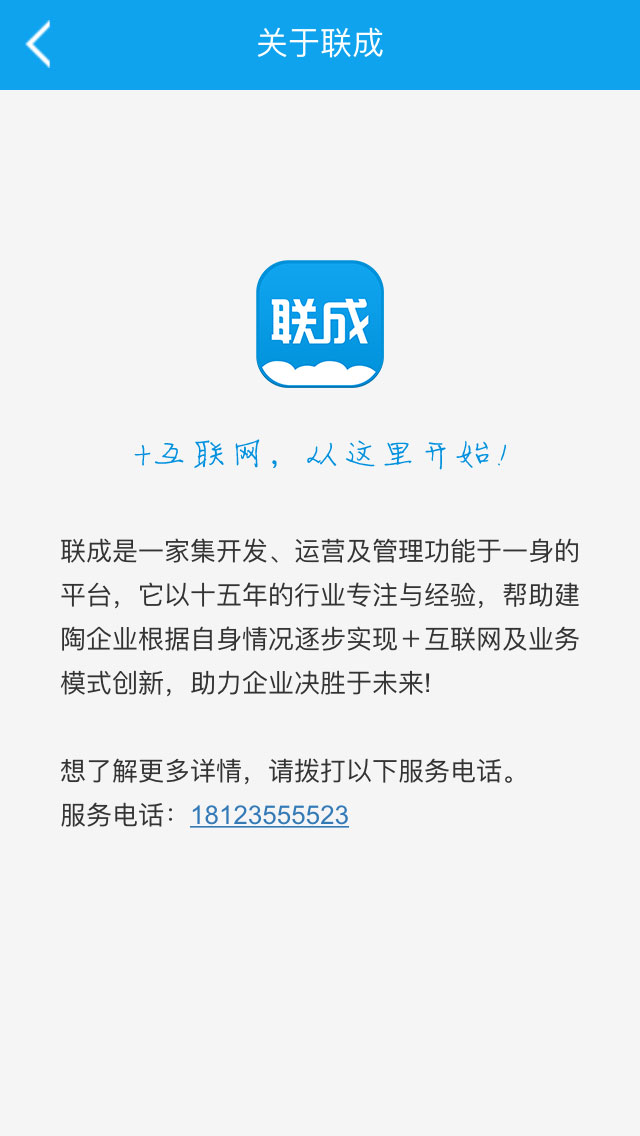 关于联成
联成
+互联网，从这里开始!
联成是一家集开发、运营及管理功能于一身的
平台，它以十五年的行业专注与经验，帮助建
陶企业根据自身情况逐步实现＋互联网及业务
模式创新，助力企业决胜于未来!
想了解更多详情，请拨打以下服务电话。
服务电话：18123555523